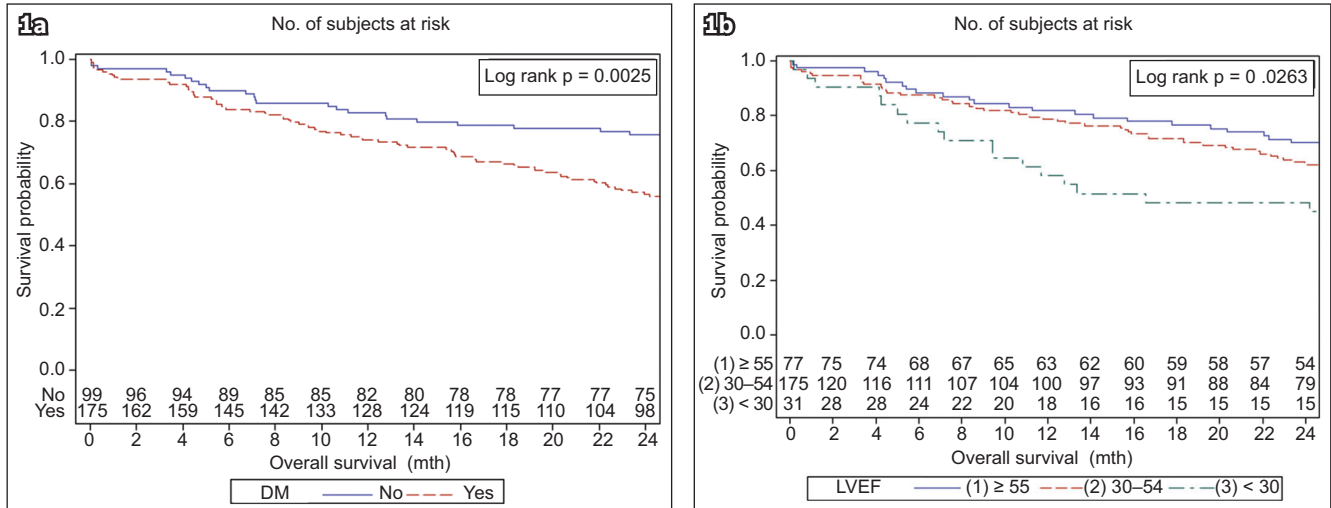 1a
No. of subjects at risk
Log rank p = 0.0025
Survival probability
1.0
0.8
0.6
0.4
0.2
0.0
No 99 96 94 89 85 85 82 80 78 78 77 77 75
Yes 175 162 159 145 142 133 128 124 119 115 110 104 98
0 2 4 6 8 10 12 14 16 18 20 22 24
Overall survival (mth)
DM No Yes
1b
No. of subjects at risk
Log rank p = 0 .0263
Survival probability
1.0
0.8
0.6
0.4
0.2
0.0
(1) ≥ 55 77 75 74 68 67 65 63 62 60 59 58 57 54
(2) 30–54 175 120 116 111 107 104 100 97 93 91 88 84 79
(3) < 30 31 28 28 24 22 20 18 16 16 15 15 15 15
0 2 4 6 8 10 12 14 16 18 20 22 24
Overall survival (mth)
LVEF (1) ≥ 55 (2) 30–54 (3) < 30